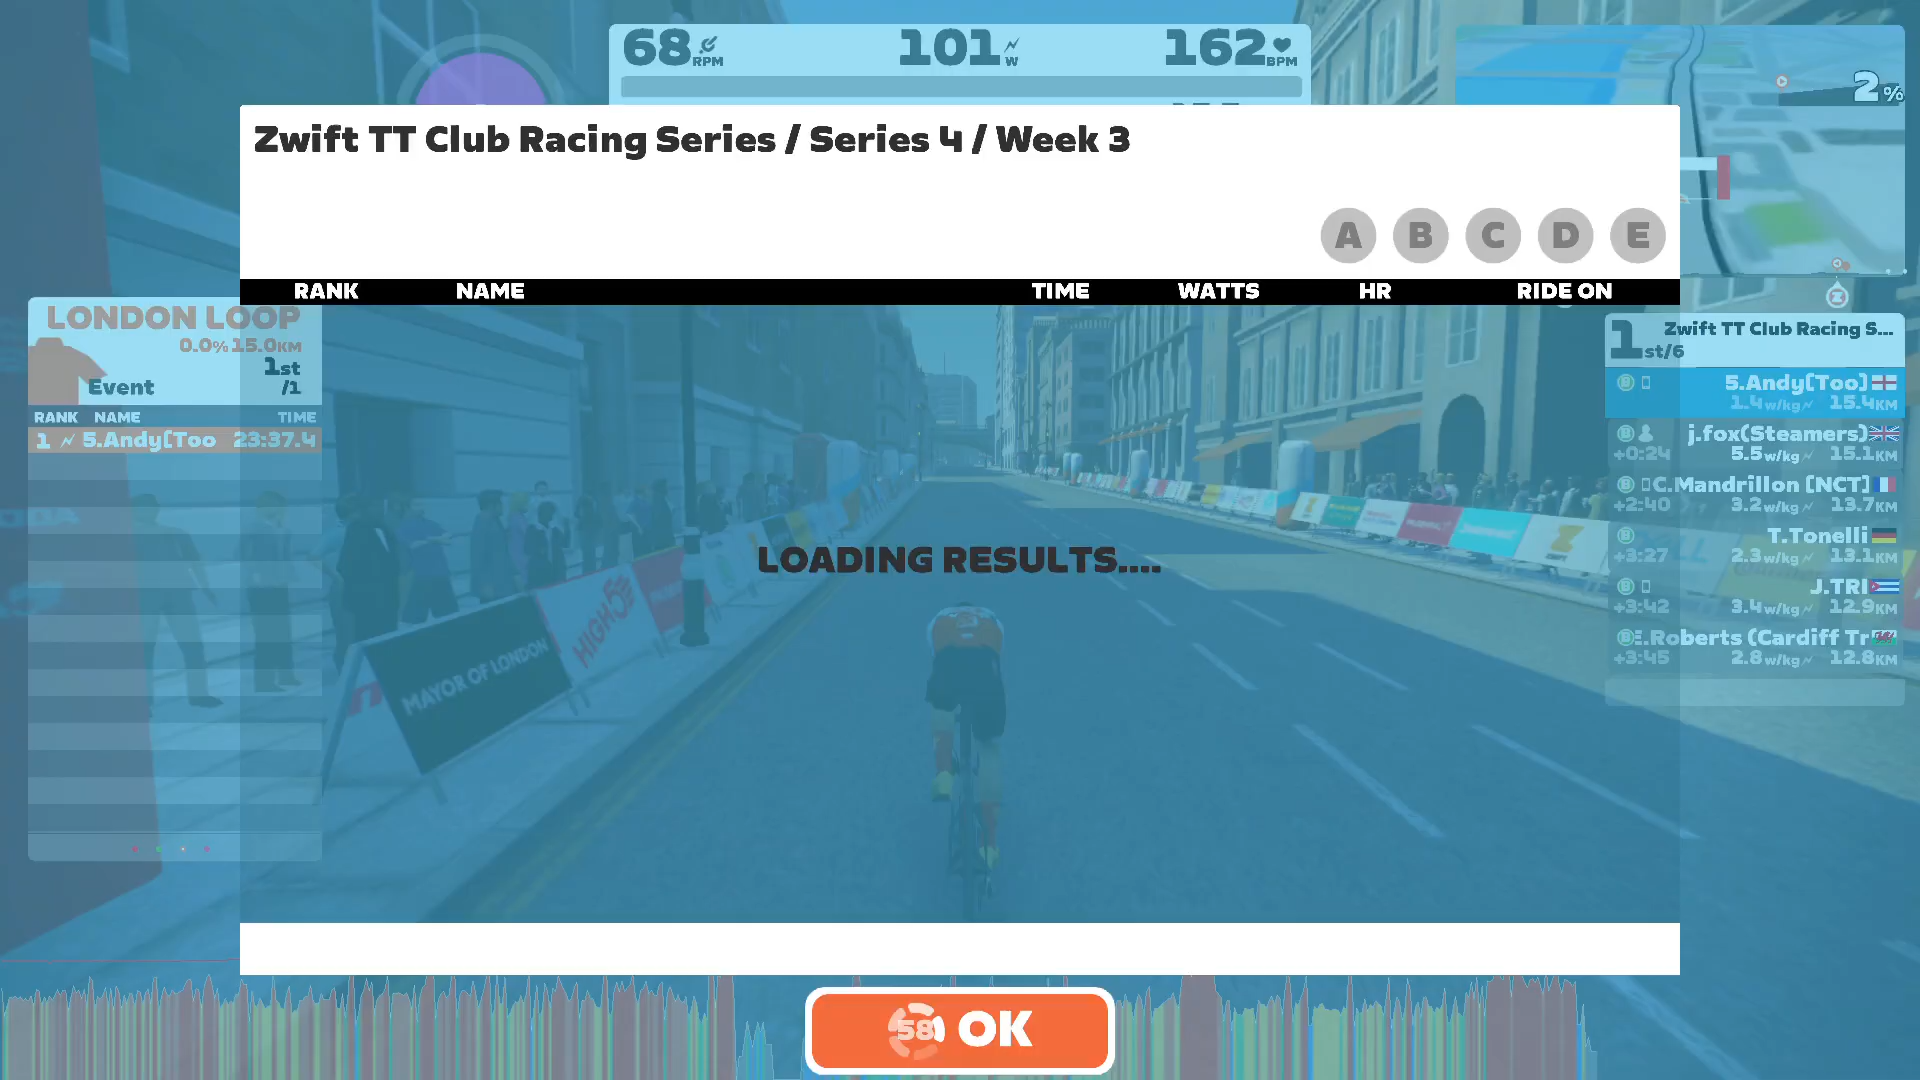 68 RPM 101 W 162 BPM
2%
Zwift TT Club Racing Series / Series 4 / Week 3
A B C D E
RANK NAME TIME WATTS HR RIDE ON
LONDON LOOP
0.0% 15.0KM
1st
Event /1
RANK NAME TIME
1 5.Andy[Too 23:37.4
Zwift TT Club Racing S...
1st/6
B 5.Andy[Too]
1.4w/kg 15.4KM
B j.fox(Steamers)
+0:24 5.5w/kg 15.1KM
B C.Mandrillon [NCT]
+2:40 3.2w/kg 13.7KM
B T.Tonelli
+3:27 2.3w/kg 13.1KM
B J.TRI
+3:42 3.4w/kg 12.9KM
B E.Roberts (Cardiff Tr
+3:45 2.8w/kg 12.8KM
LOADING RESULTS....
HIGH5
MAYOR OF LONDON
58 OK